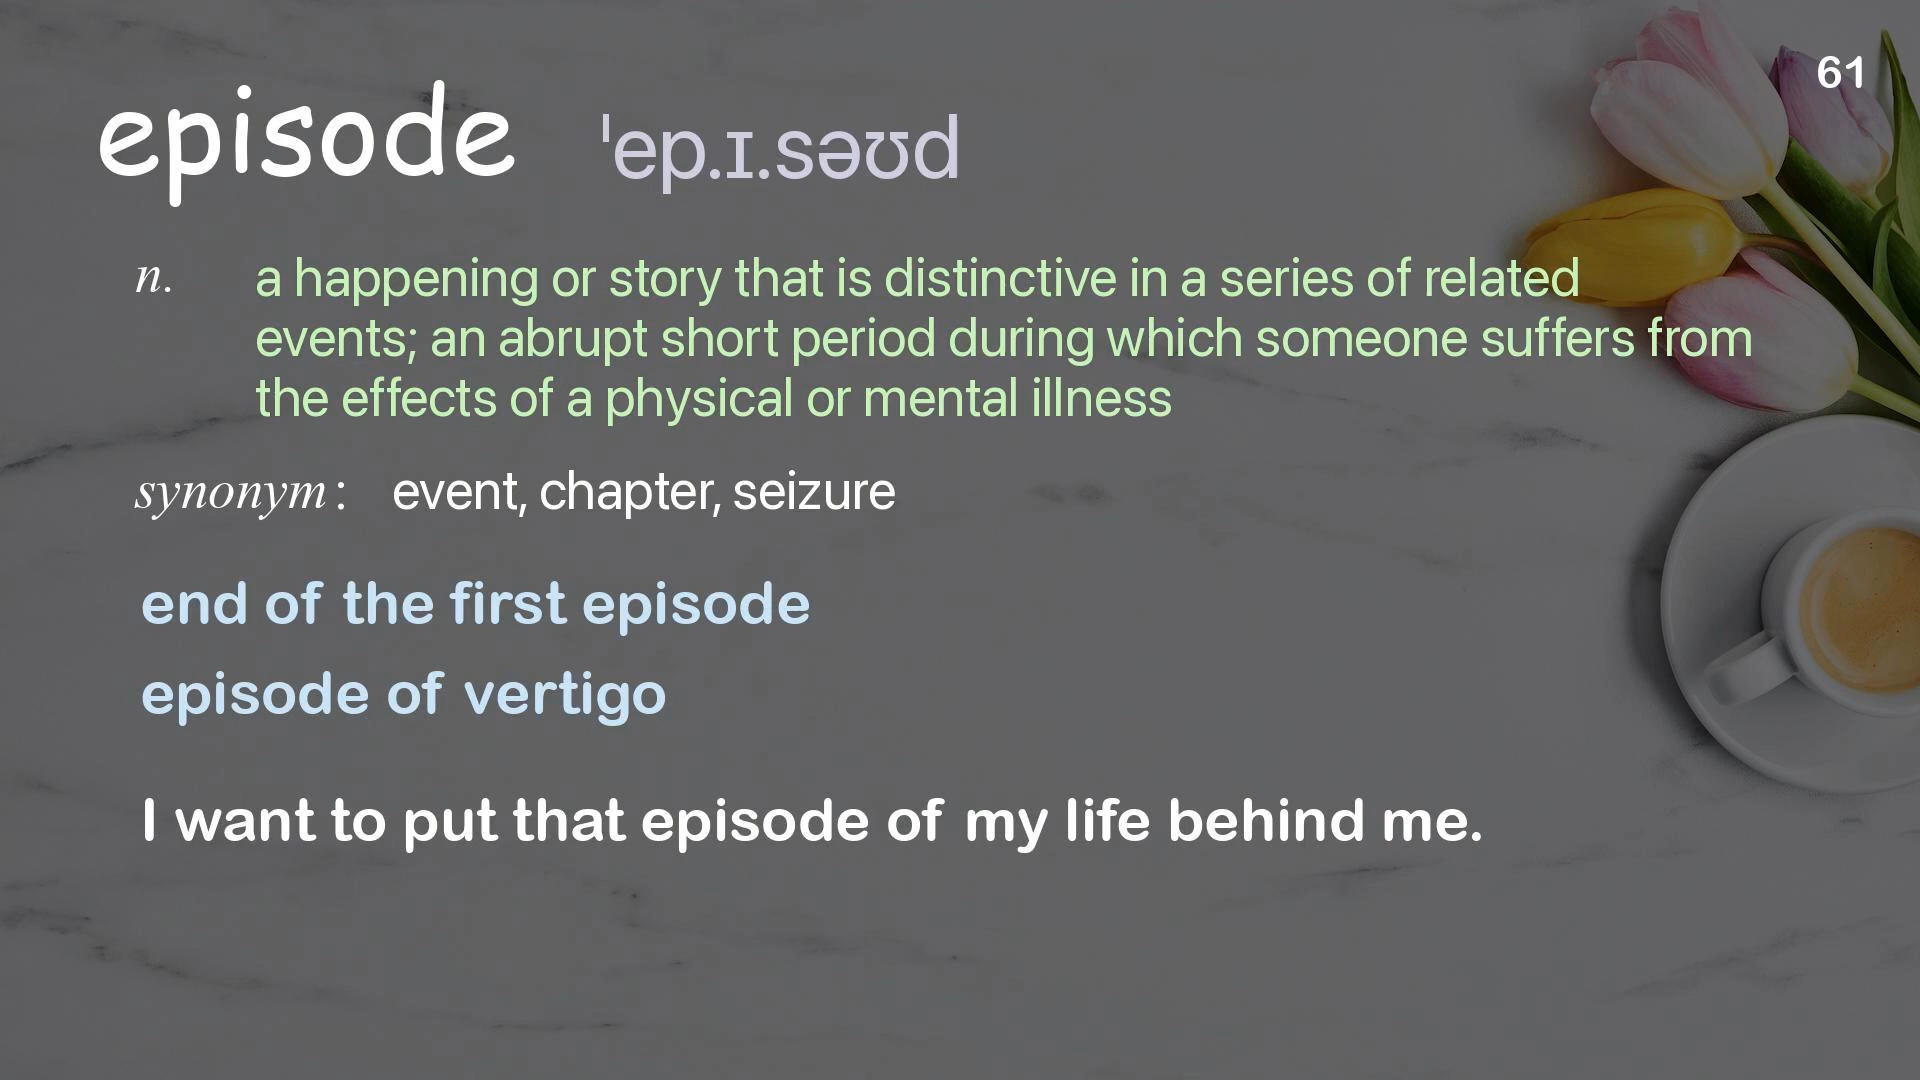 61
episode ˈep.ɪ.səʊd
n. a happening or story that is distinctive in a series of related
events; an abrupt short period during which someone suffers from
the effects of a physical or mental illness
synonym: event, chapter, seizure
end of the first episode
episode of vertigo
I want to put that episode of my life behind me.